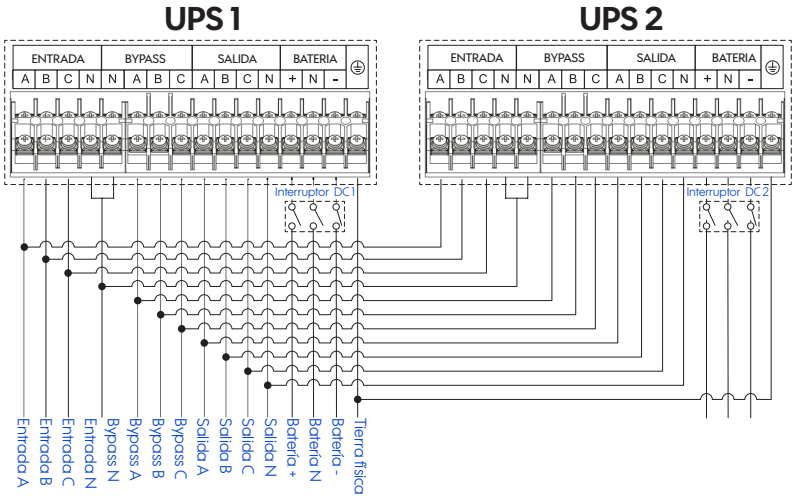 UPS 1 UPS 2
ENTRADA BYPASS SALIDA BATERIA
A B C N N A B C A B C N + N -
ENTRADA BYPASS SALIDA BATERIA
A B C N N A B C A B C N + N -
Interruptor DC1
Interruptor DC2
Entrada A
Entrada B
Entrada C
Entrada N
Bypass N
Bypass A
Bypass B
Bypass C
Salida A
Salida B
Salida C
Salida N
Batería +
Batería N
Batería -
Tierra física